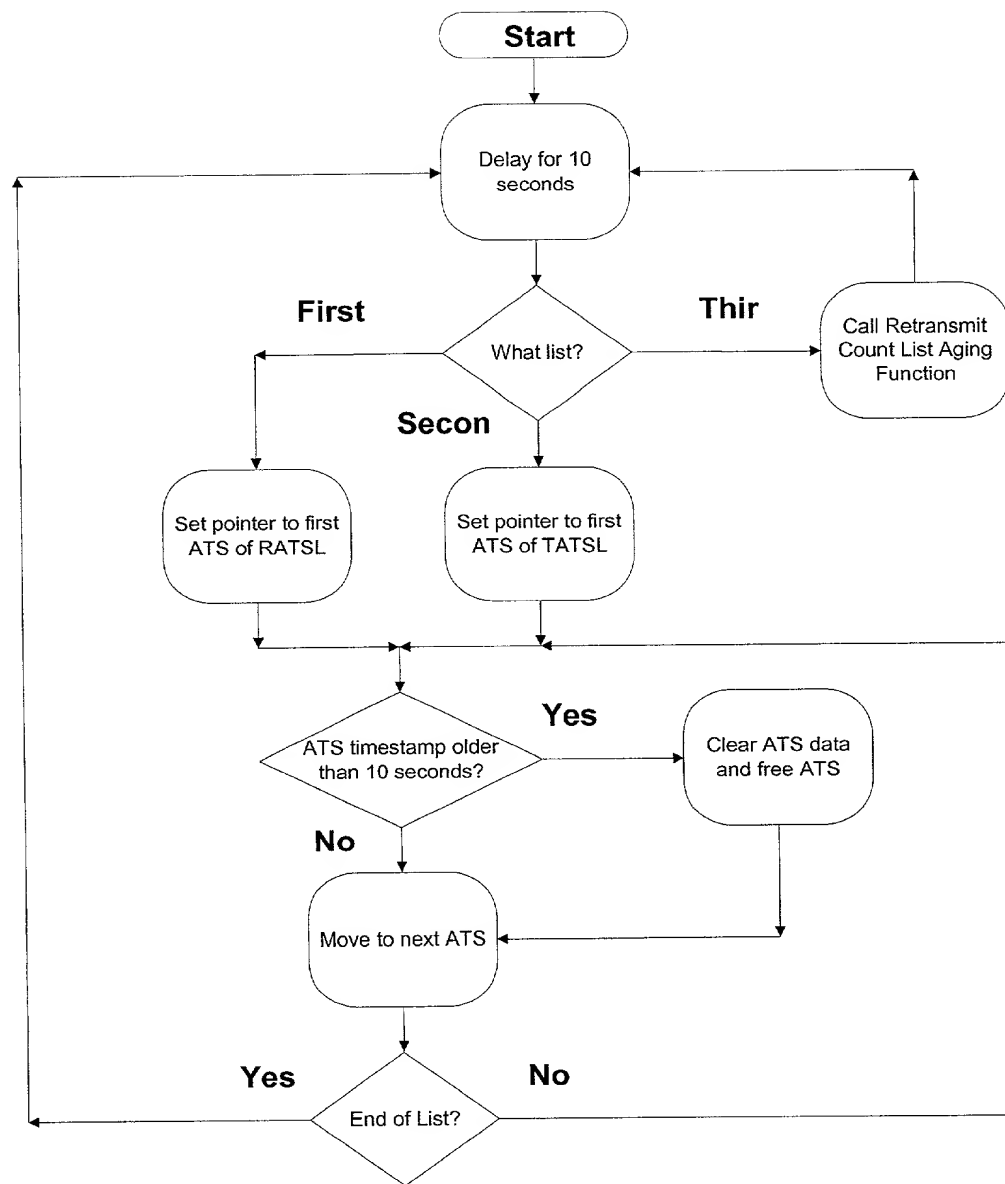 Start
Delay for 10
seconds
First
Thir
What list?
Call Retransmit
Count List Aging
Function
Secon
Set pointer to first
ATS of RATSL
Set pointer to first
ATS of TATSL
Yes
ATS timestamp older
than 10 seconds?
Clear ATS data
and free ATS
No
Move to next ATS
Yes
No
End of List?